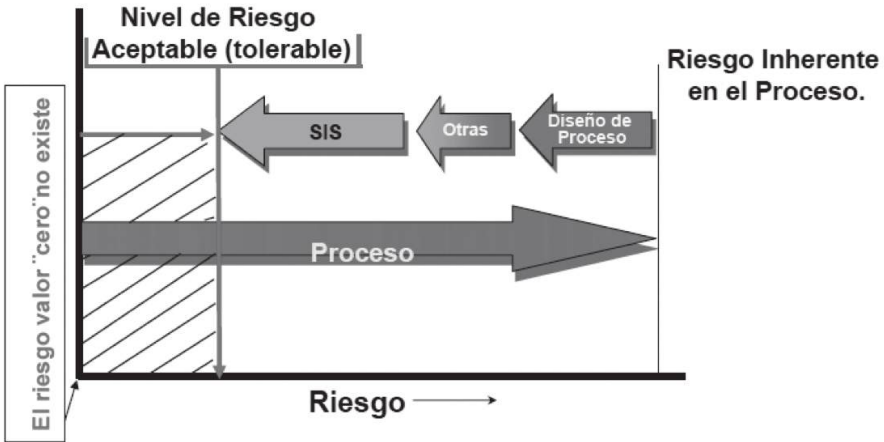 Nivel de Riesgo
Aceptable (tolerable)
Riesgo Inherente
en el Proceso.
El riesgo valor ¨cero¨no existe
SIS
Otras
Diseño de
Proceso
Proceso
Riesgo